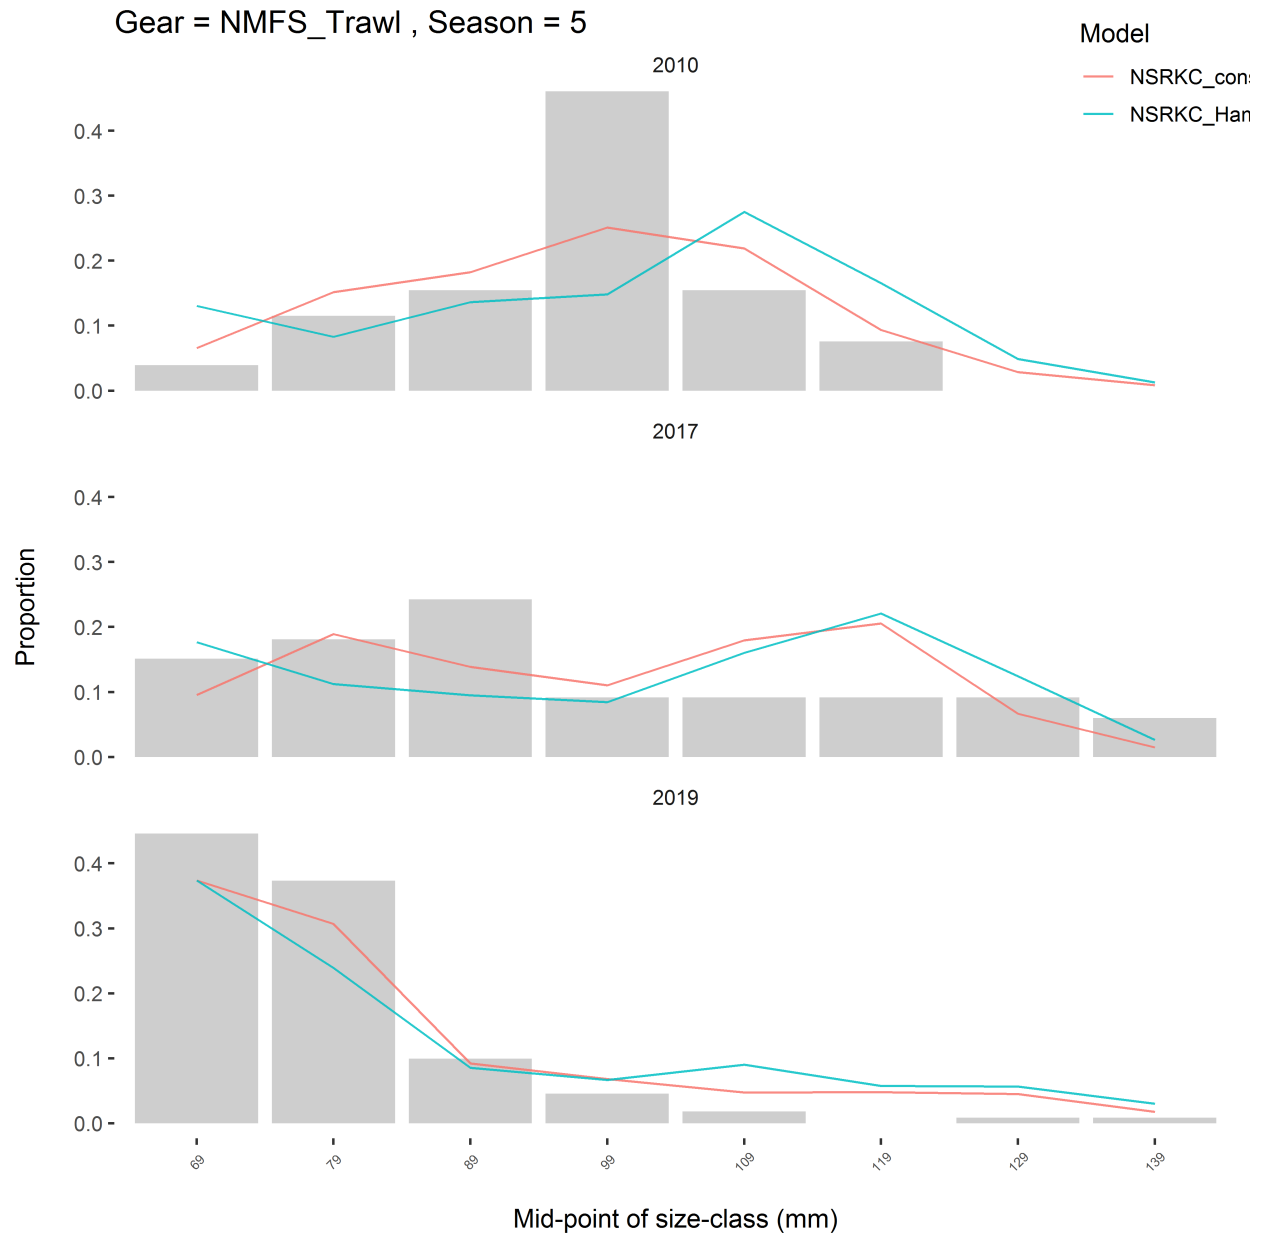 Gear = NMFS_Trawl , Season = 5
Model
NSRKC_cons
NSRKC_Han
2010
0.4
0.3
0.2
0.1
0.0
2017
0.4
0.3
0.2
0.1
0.0
Proportion
2019
0.4
0.3
0.2
0.1
0.0
69 79 89 99 109 119 129 139
Mid-point of size-class (mm)